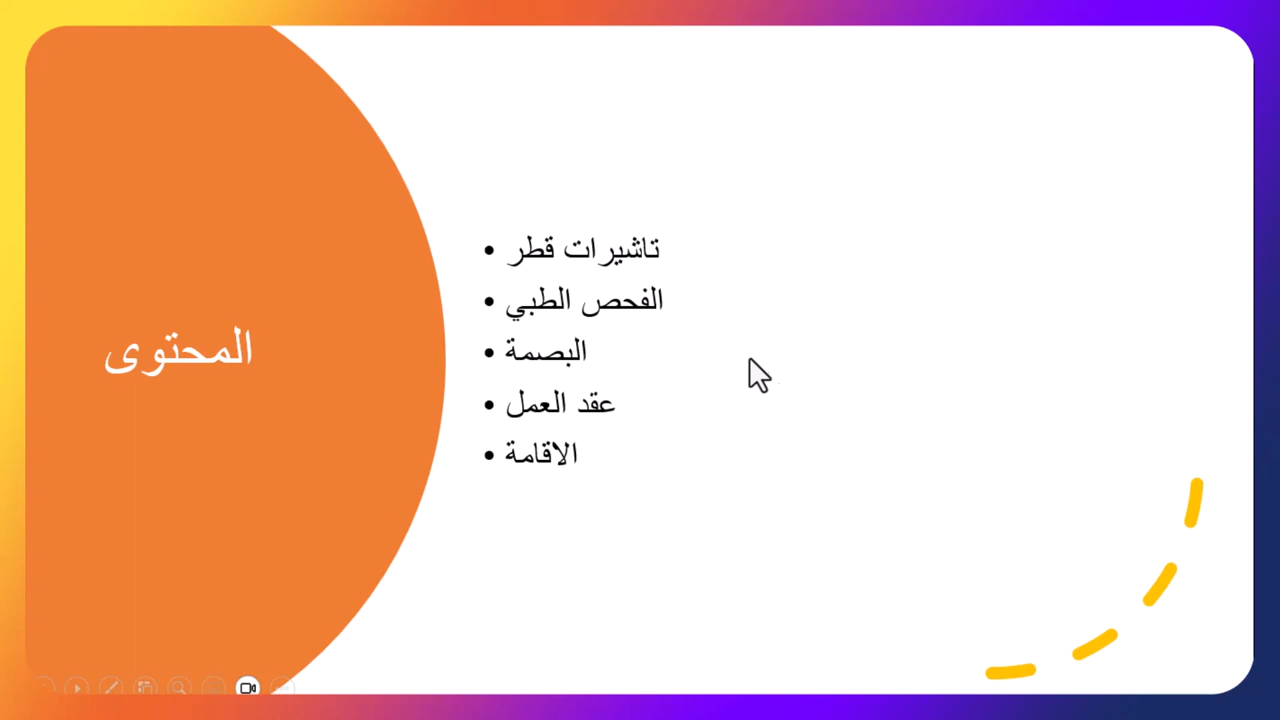 المحتوى
• تاشيرات قطر
• الفحص الطبي
• البصمة
• عقد العمل
• الاقامة